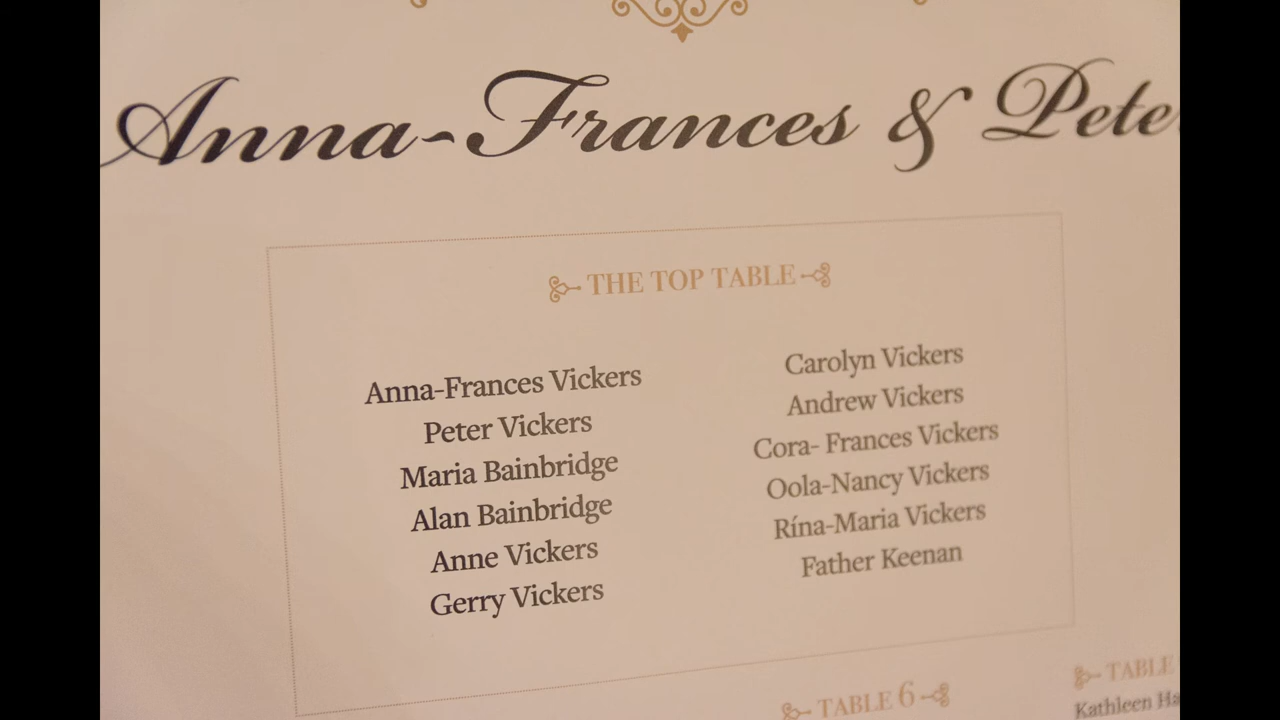 Anna-Frances & Pete
THE TOP TABLE
Anna-Frances Vickers
Peter Vickers
Maria Bainbridge
Alan Bainbridge
Anne Vickers
Gerry Vickers
Carolyn Vickers
Andrew Vickers
Cora- Frances Vickers
Oola-Nancy Vickers
Rína-Maria Vickers
Father Keenan
TABLE 6
TABLE
Kathleen